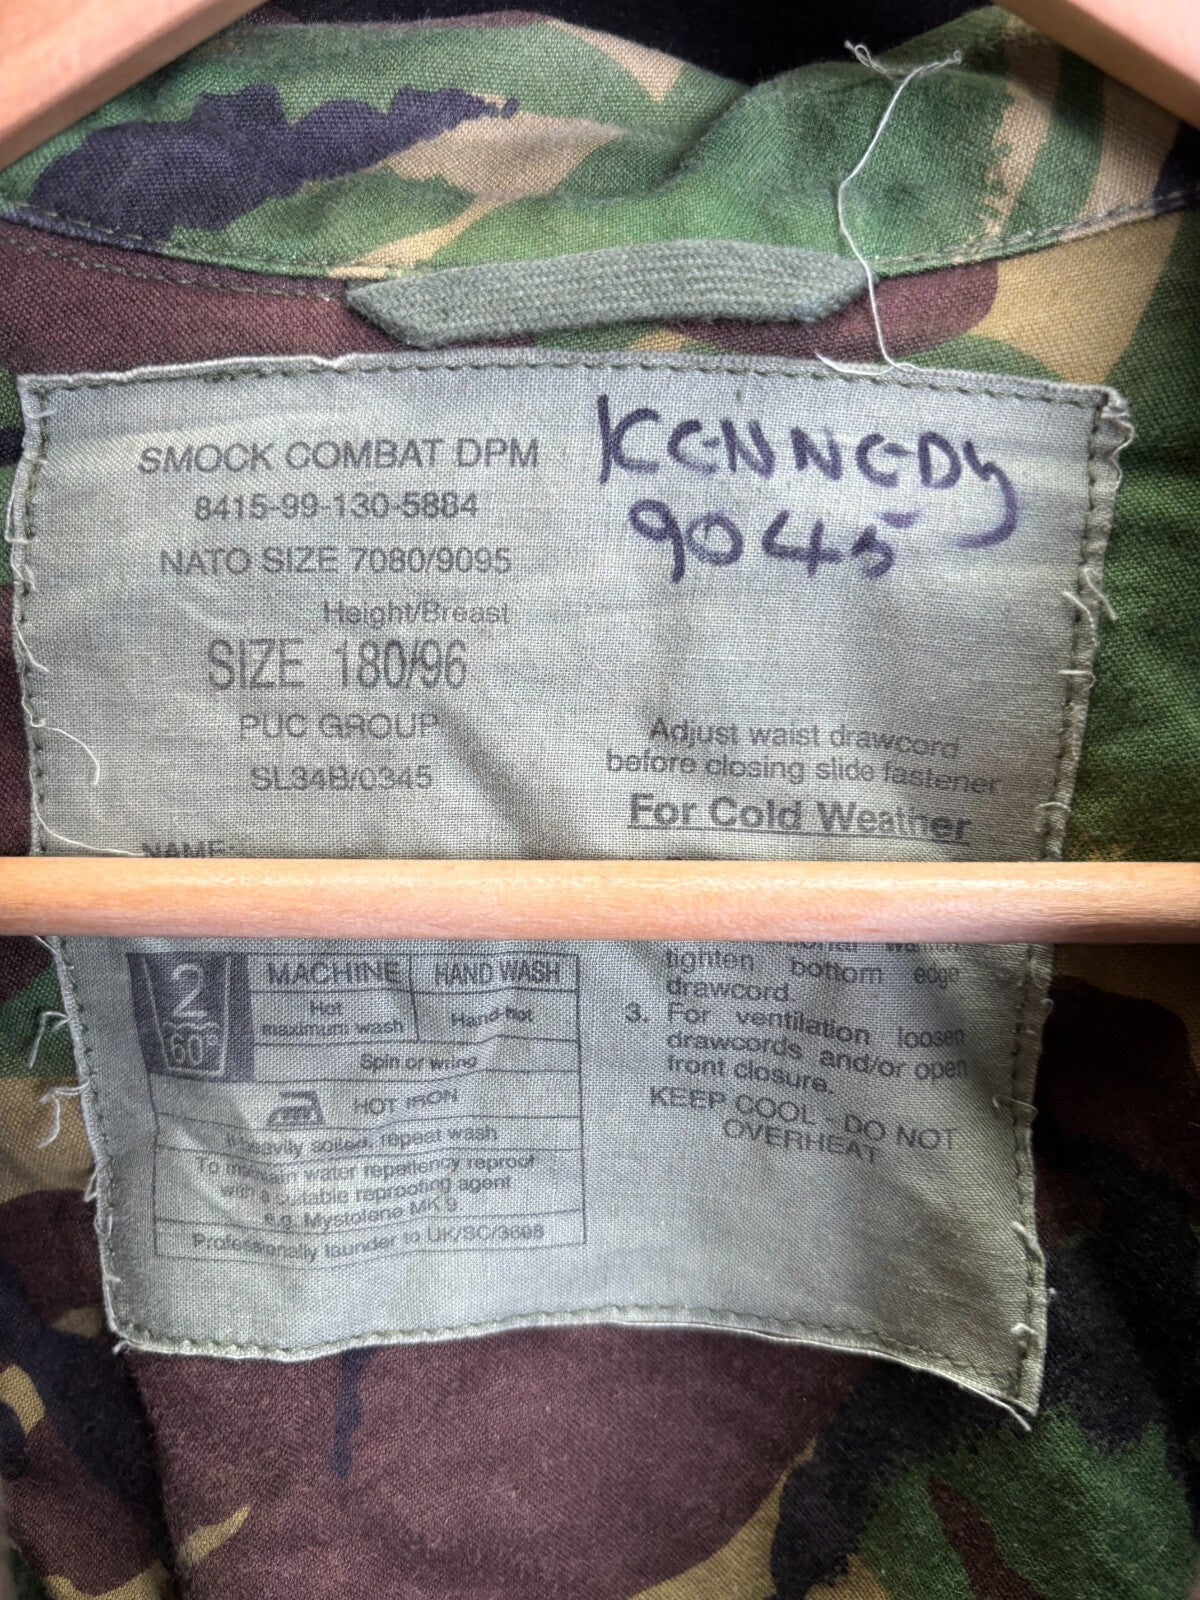 SMOCK COMBAT DPM
8415-99-130-5884
NATO SIZE 7080/9095
Height/Breast
SIZE 180/96
PUC GROUP
SL34B/0345
NAME:
KENNEDY
9045
Adjust waist drawcord
before closing slide fastener
For Cold Weather
2
60°
MACHINE
HAND WASH
Hot
maximum wash
Hand-hot
Spin or wring
HOT IRON
If heavily soiled, repeat wash
To maintain water repellency reproof
with a suitable reproofing agent
e.g. Mystolene MK 9.
Professionally launder to UK/SC/3608
tighten bottom edge
drawcord.
3. For ventilation loosen
drawcords and/or open
front closure.
KEEP COOL - DO NOT
OVERHEAT